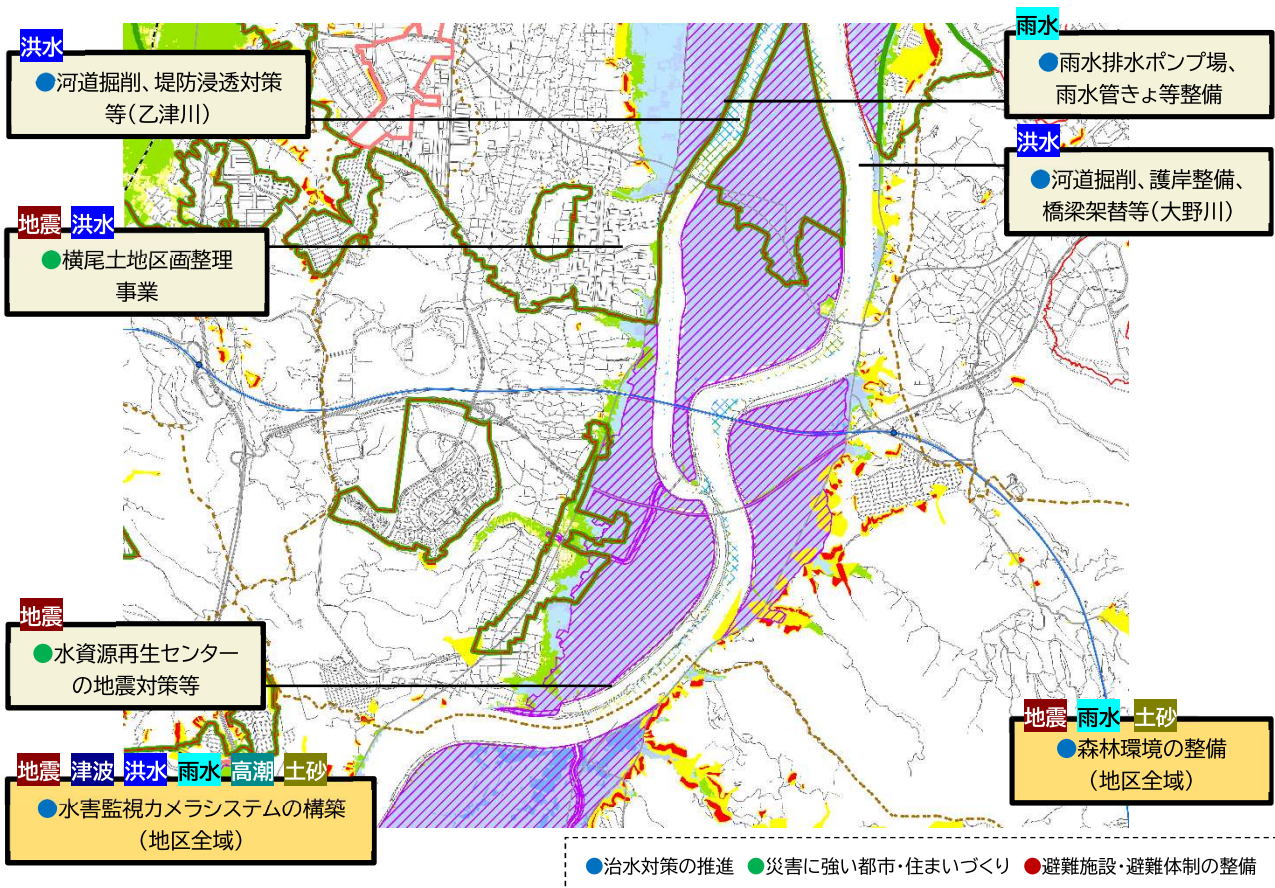 洪水
●河道掘削、堤防浸透対策
等(乙津川)
雨水
●雨水排水ポンプ場、
雨水管きょ等整備
洪水
●河道掘削、護岸整備、
橋梁架替等(大野川)
地震 洪水
●横尾土地区画整理
事業
地震
●水資源再生センター
の地震対策等
地震 津波 洪水 雨水 高潮 土砂
●水害監視カメラシステムの構築
(地区全域)
地震 雨水 土砂
●森林環境の整備
(地区全域)
●治水対策の推進 ●災害に強い都市・住まいづくり ●避難施設・避難体制の整備